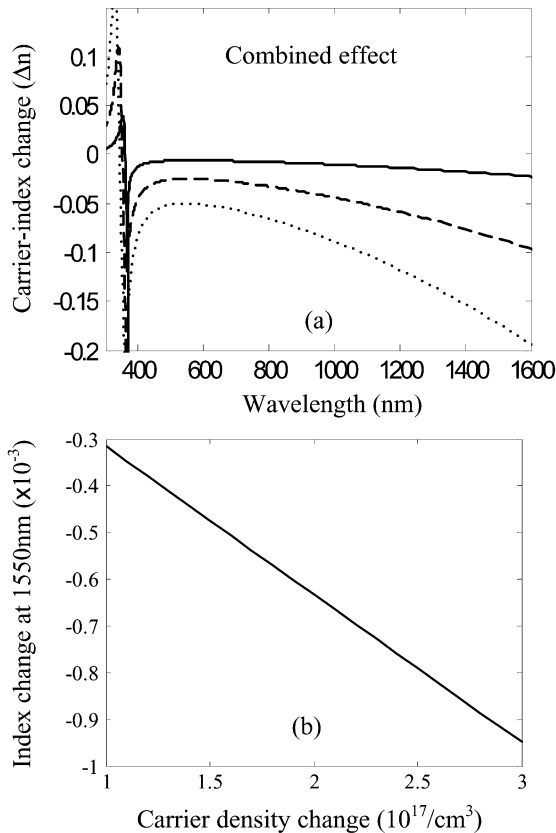 Combined effect
Carrier-index change (Δn)
0.1
0.05
0
-0.05
-0.1
-0.15
-0.2
(a)
400 600 800 1000 1200 1400 1600
Wavelength (nm)
Index change at 1550nm (x10⁻³)
-0.3
-0.4
-0.5
-0.6
-0.7
-0.8
-0.9
-1
(b)
1 1.5 2 2.5 3
Carrier density change (10¹⁷/cm³)